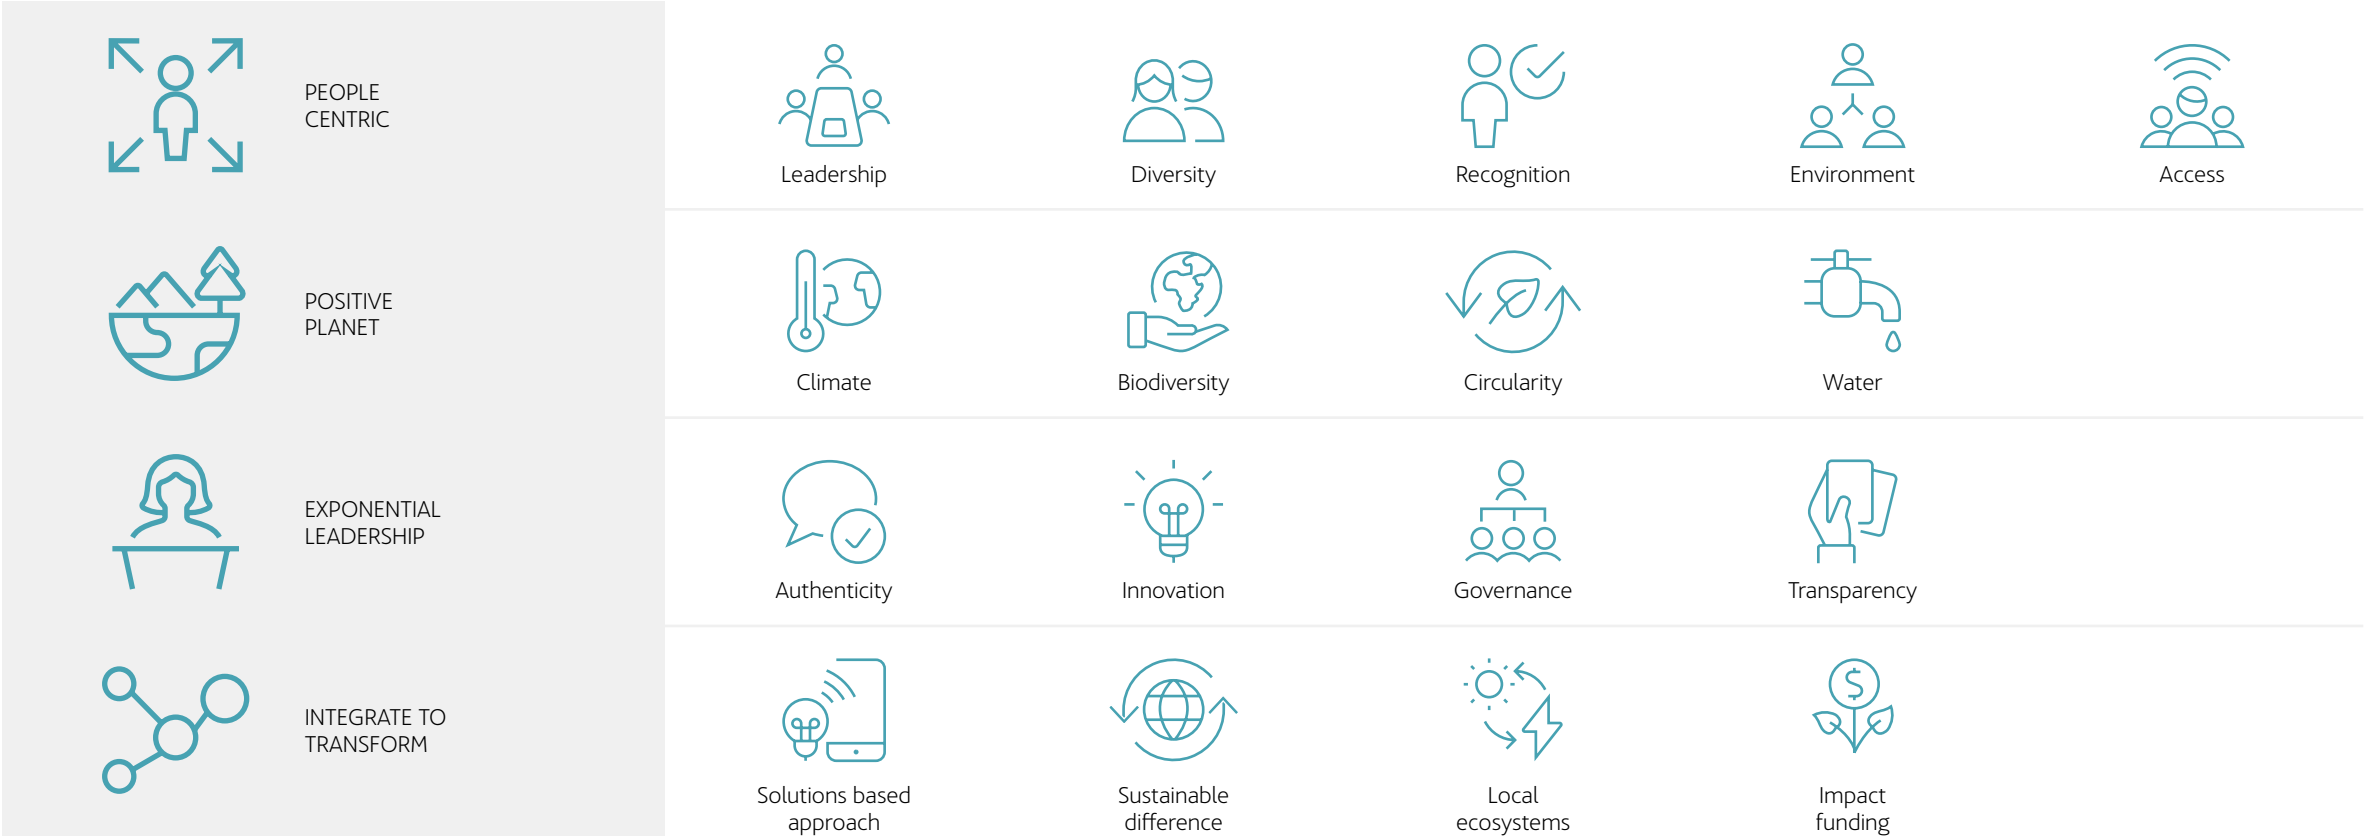 PEOPLE
CENTRIC
Leadership
Diversity
Recognition
Environment
Access
POSITIVE
PLANET
Climate
Biodiversity
Circularity
Water
EXPONENTIAL
LEADERSHIP
Authenticity
Innovation
Governance
Transparency
INTEGRATE TO
TRANSFORM
$
Solutions based
approach
Sustainable
difference
Local
ecosystems
Impact
funding